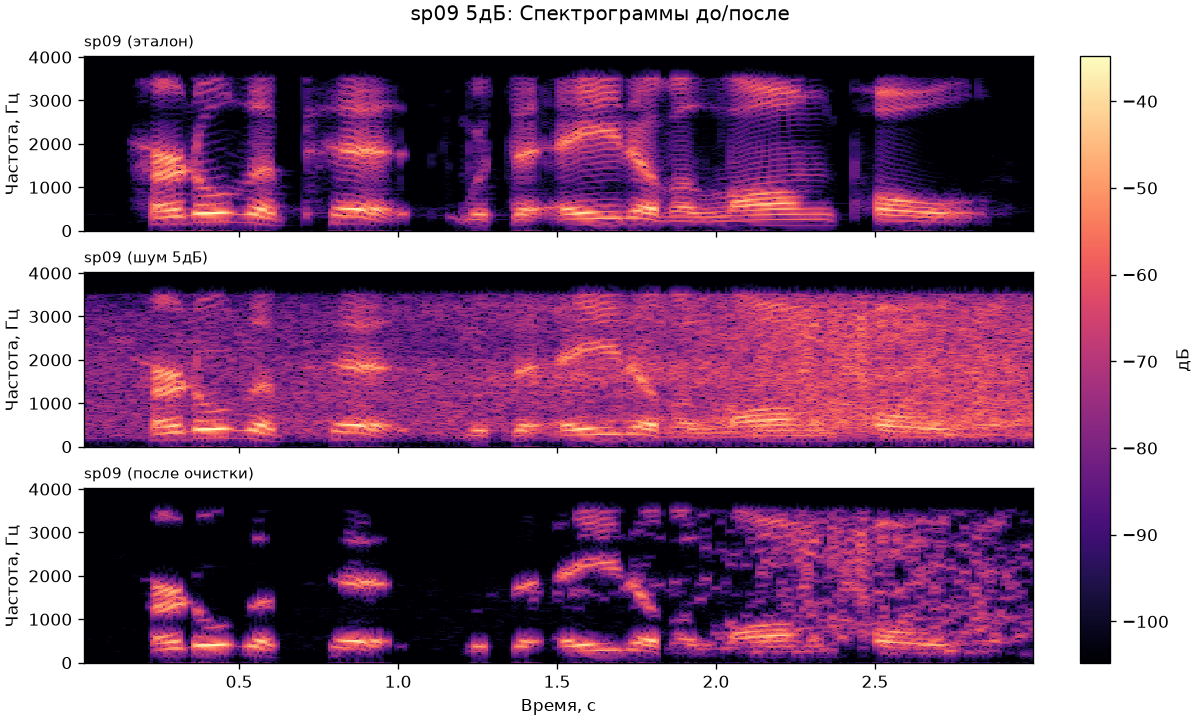 sp09 5дБ: Спектрограммы до/после
sp09 (эталон)
4000
3000
2000
1000
0
Частота, Гц
sp09 (шум 5дБ)
4000
3000
2000
1000
0
Частота, Гц
sp09 (после очистки)
4000
3000
2000
1000
0
Частота, Гц
0.5 1.0 1.5 2.0 2.5
Время, с
−40
−50
−60
−70
−80
−90
−100
дБ